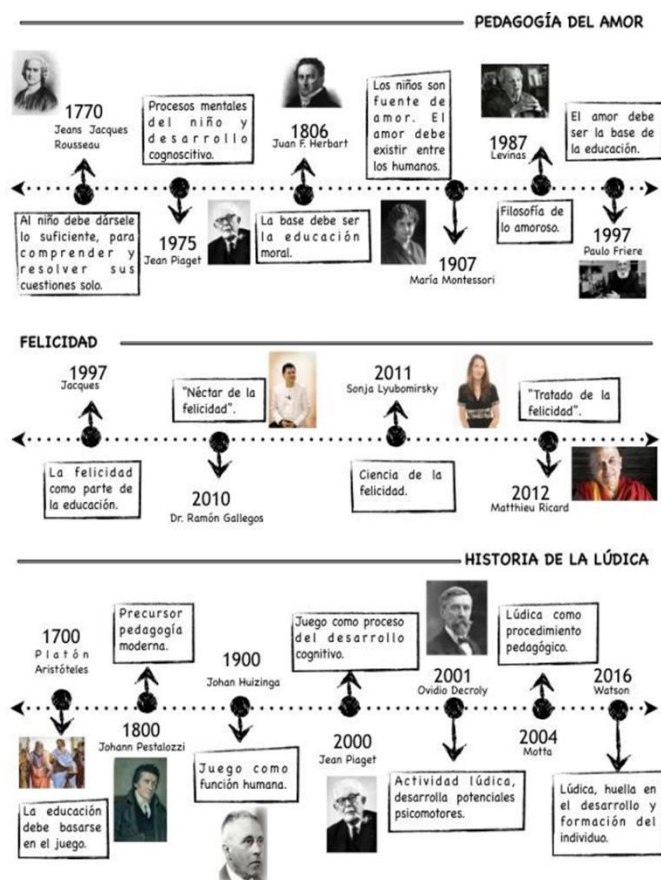 PEDAGOGÍA DEL AMOR
1770
Jeans Jacques
Rousseau
Al niño debe dársele
lo suficiente, para
comprender y
resolver sus
cuestiones solo.
Procesos mentales
del niño y
desarrollo
cognoscitivo.
1975
Jean Piaget
1806
Juan F. Herbart
La base debe ser
la educación
moral.
Los niños son
fuente de
amor. El
amor debe
existir entre
los humanos.
1907
María Montessori
1987
Levinas
Filosofía de
lo amoroso.
El amor debe
ser la base de
la educación.
1997
Paulo Friere
FELICIDAD
1997
Jacques
La felicidad
como parte de
la educación.
"Néctar de la
felicidad".
2010
Dr. Ramón Gallegos
2011
Sonja Lyubomirsky
Ciencia de la
felicidad.
"Tratado de la
felicidad".
2012
Matthieu Ricard
HISTORIA DE LA LÚDICA
1700
Platón
Aristóteles
La educación
debe basarse
en el juego.
Precursor
pedagogía
moderna.
1800
Johann Pestalozzi
1900
Johan Huizinga
Juego como
función humana.
Juego como proceso
del desarrollo
cognitivo.
2000
Jean Piaget
2001
Ovidio Decroly
Actividad lúdica,
desarrolla potenciales
psicomotores.
Lúdica como
procedimiento
pedagógico.
2004
Motta
2016
Watson
Lúdica, huella en
el desarrollo y
formación del
individuo.